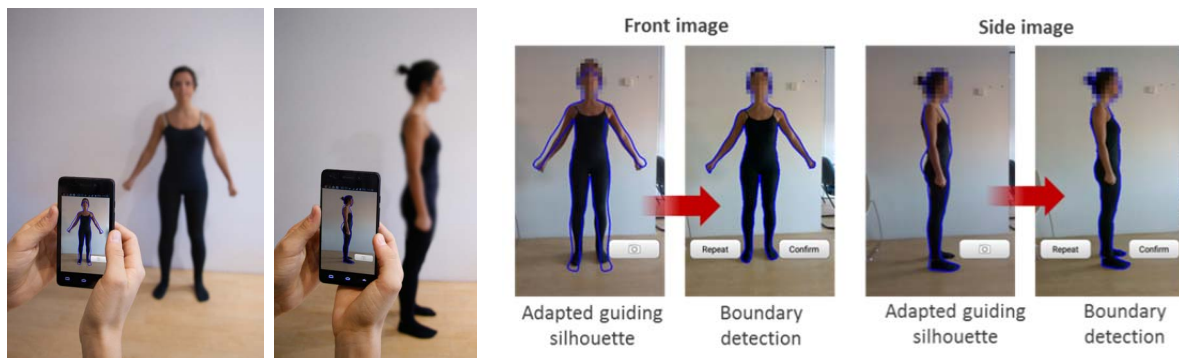 Front image
Side image
Repeat
Confirm
Repeat
Confirm
Adapted guiding
silhouette
Boundary
detection
Adapted guiding
silhouette
Boundary
detection